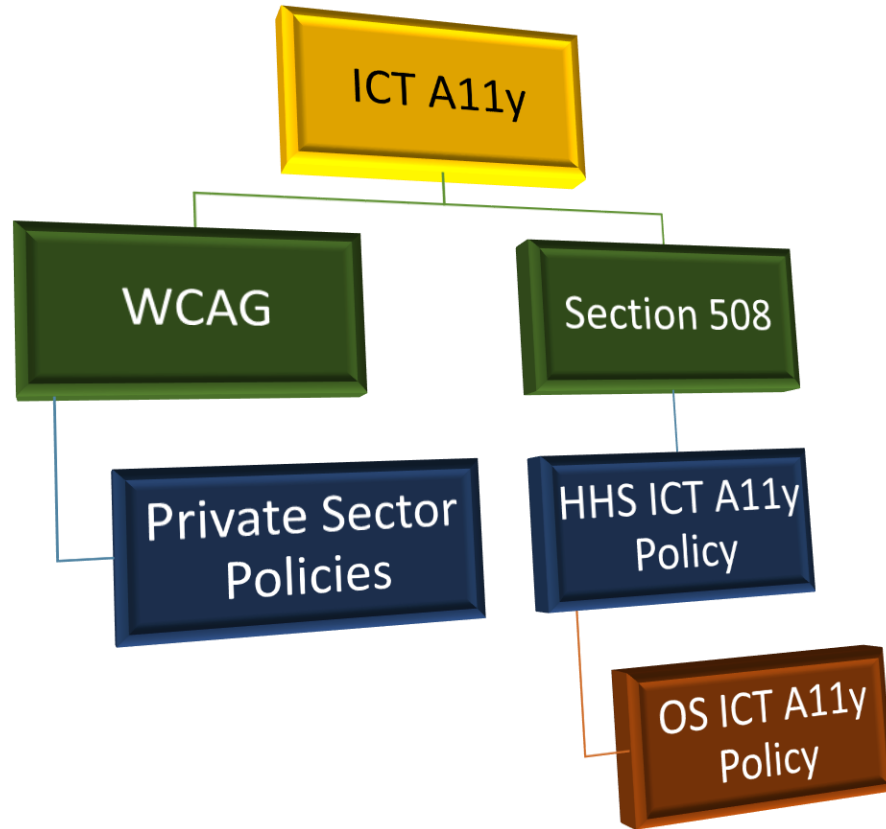 ICT A11y
WCAG
Section 508
Private Sector
Policies
HHS ICT A11y
Policy
OS ICT A11y
Policy